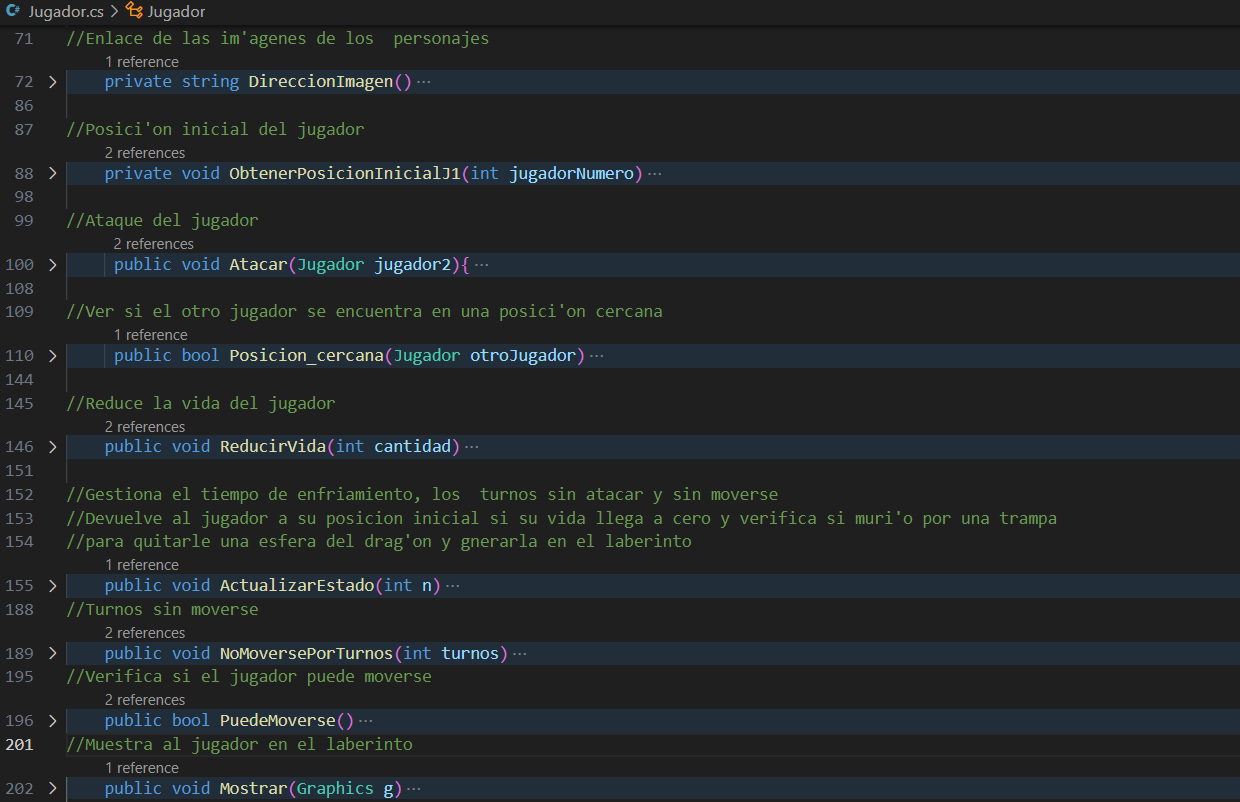 Jugador.cs > Jugador
71 //Enlace de las im'agenes de los  personajes
1 reference
72 > private string DireccionImagen() ...
86
87 //Posici'on inicial del jugador
2 references
88 > private void ObtenerPosicionInicialJ1(int jugadorNumero) ...
98
99 //Ataque del jugador
2 references
100 > public void Atacar(Jugador jugador2){ ...
108
109 //Ver si el otro jugador se encuentra en una posici'on cercana
1 reference
110 > public bool Posicion_cercana(Jugador otroJugador) ...
144
145 //Reduce la vida del jugador
2 references
146 > public void ReducirVida(int cantidad) ...
151
152 //Gestiona el tiempo de enfriamiento, los  turnos sin atacar y sin moverse
153 //Devuelve al jugador a su posicion inicial si su vida llega a cero y verifica si muri'o por una trampa
154 //para quitarle una esfera del drag'on y gnerarla en el laberinto
1 reference
155 > public void ActualizarEstado(int n) ...
188 //Turnos sin moverse
2 references
189 > public void NoMoversePorTurnos(int turnos) ...
195 //Verifica si el jugador puede moverse
2 references
196 > public bool PuedeMoverse() ...
201 //Muestra al jugador en el laberinto
1 reference
202 > public void Mostrar(Graphics g) ...